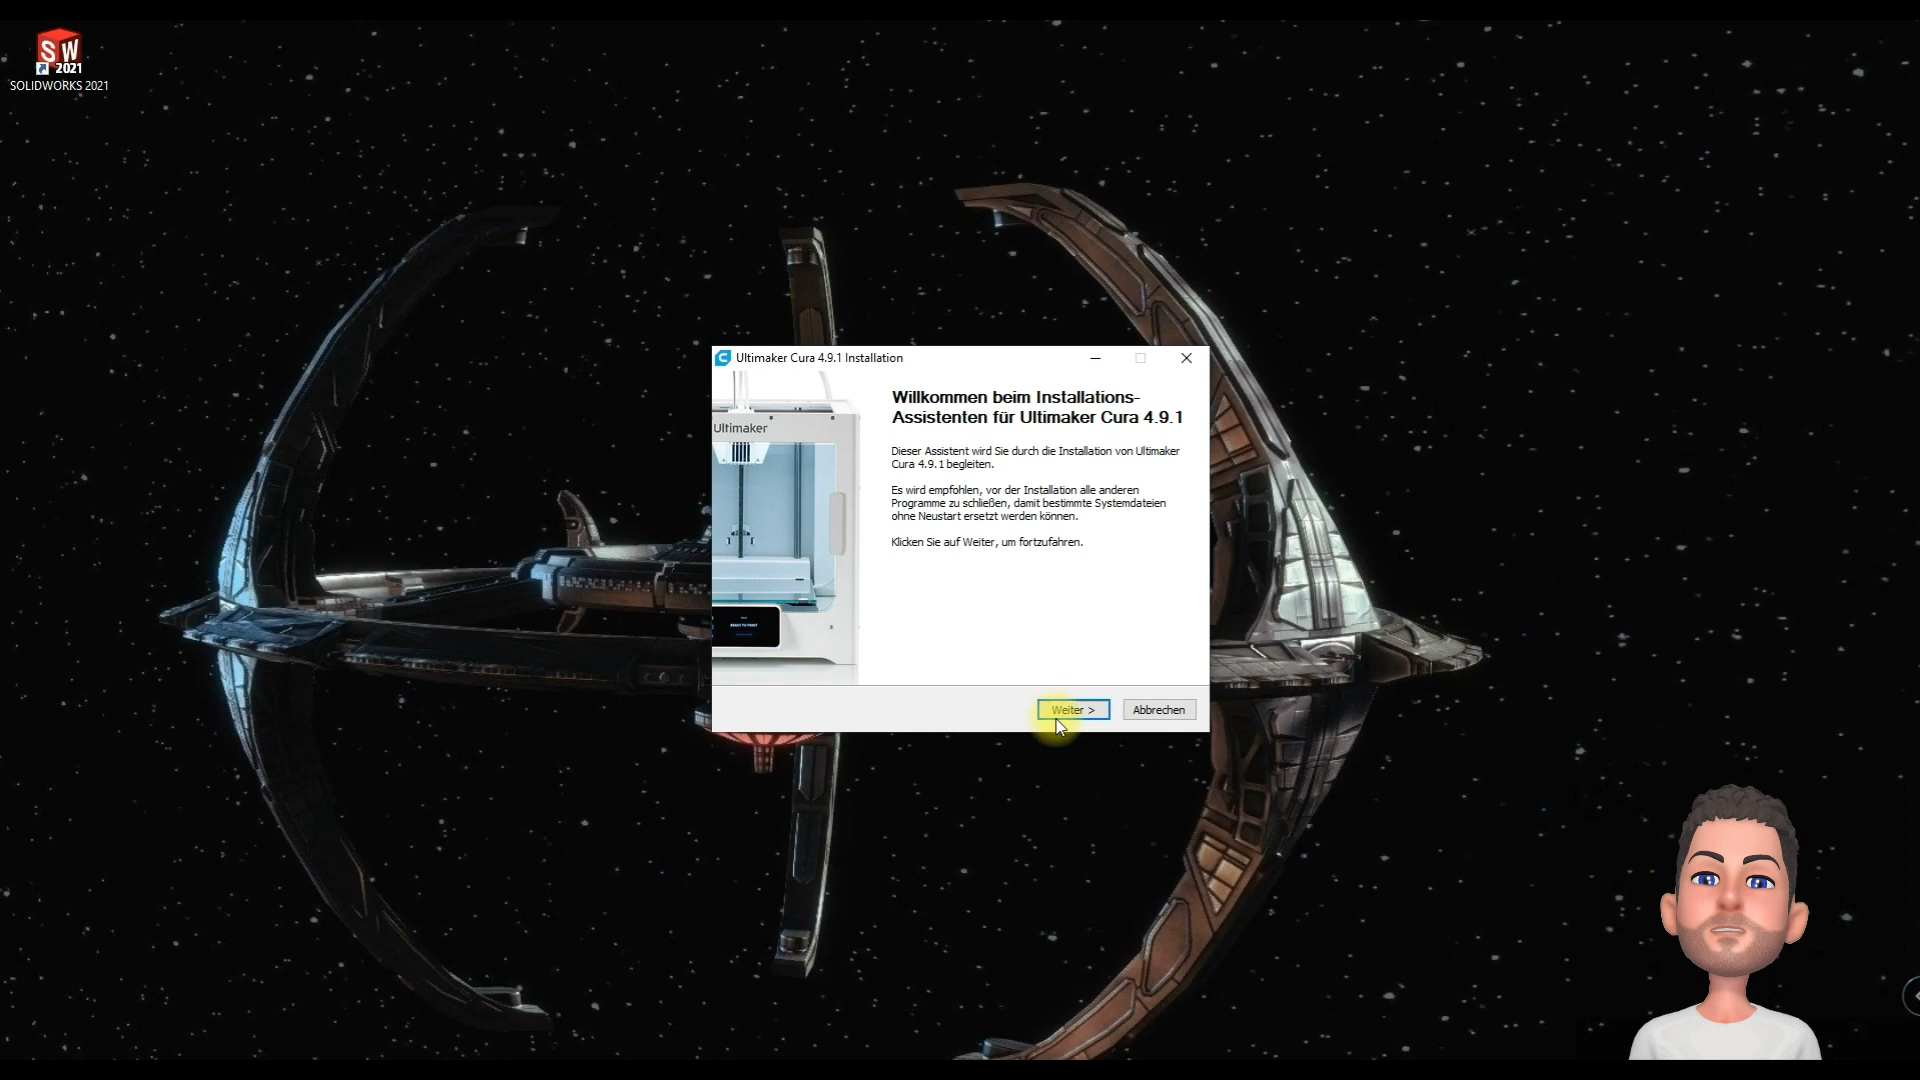 SW
2021
SOLIDWORKS 2021
Ultimaker Cura 4.9.1 Installation
Willkommen beim Installations-
Assistenten für Ultimaker Cura 4.9.1
Ultimaker
Dieser Assistent wird Sie durch die Installation von Ultimaker
Cura 4.9.1 begleiten.
Es wird empfohlen, vor der Installation alle anderen
Programme zu schließen, damit bestimmte Systemdateien
ohne Neustart ersetzt werden können.
Klicken Sie auf Weiter, um fortzufahren.
READY TO PRINT
Weiter >
Abbrechen